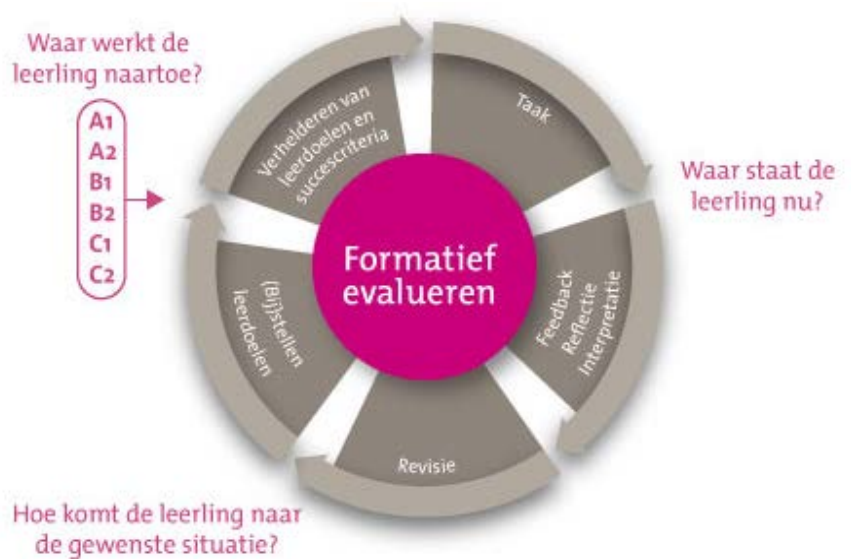 Waar werkt de
leerling naartoe?
A1
A2
B1
B2
C1
C2
Verhelderen van
leerdoelen en
succescriteria
Taak
Waar staat de
leerling nu?
Formatief
evalueren
Feedback
Reflectie
Interpretatie
(Bij)stellen
leerdoelen
Revisie
Hoe komt de leerling naar
de gewenste situatie?